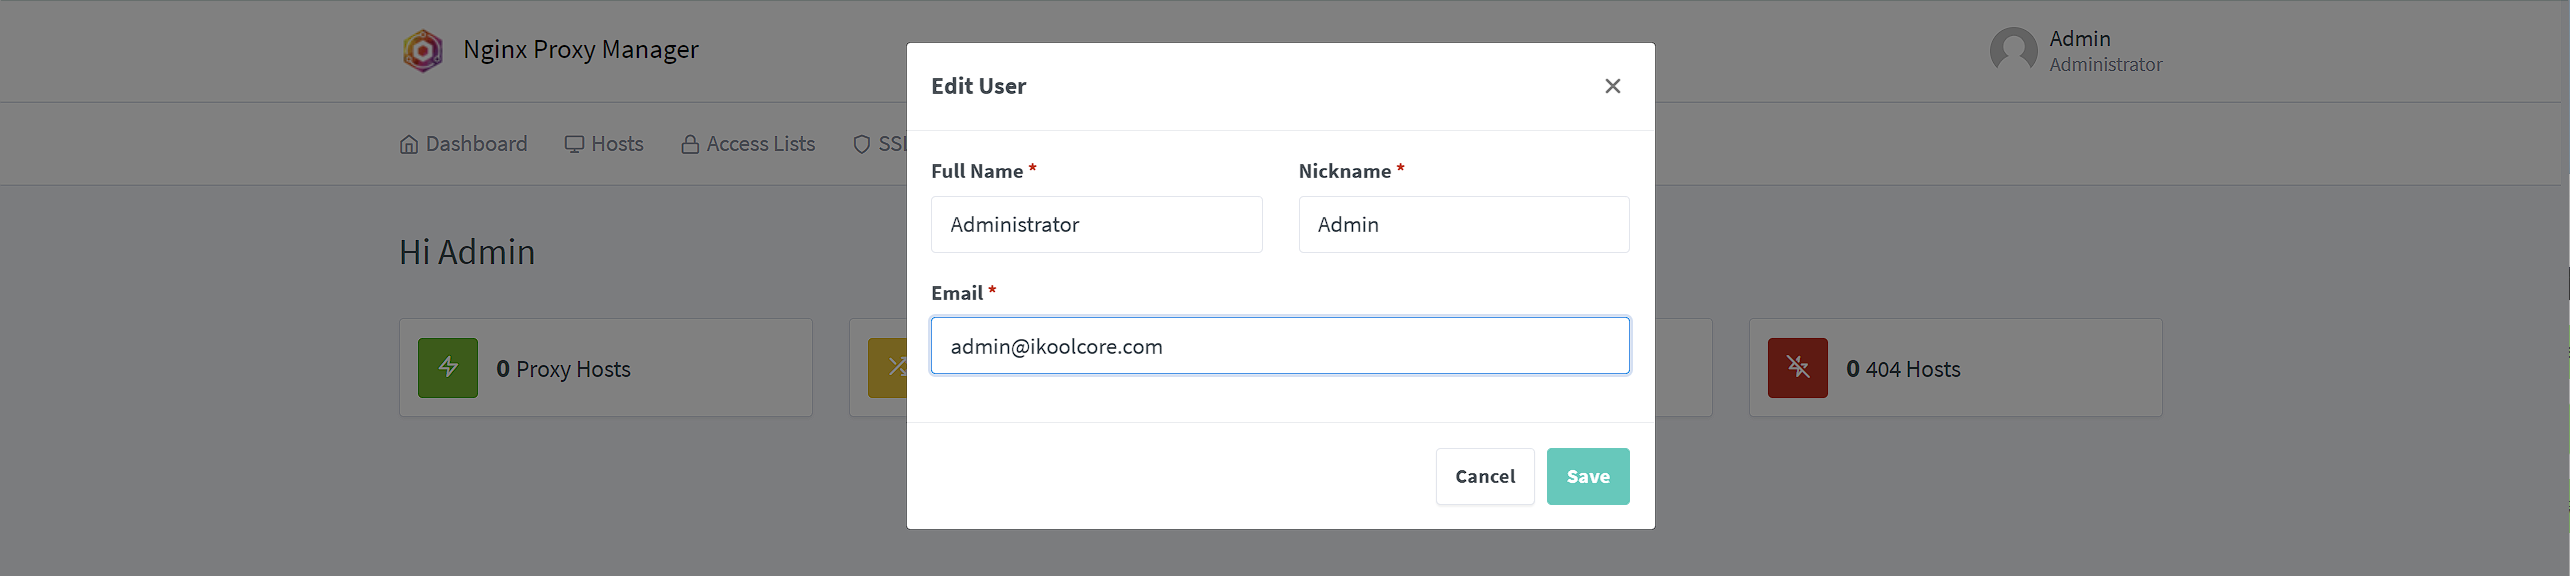 Nginx Proxy Manager
Admin
Administrator
Dashboard
Hosts
Access Lists
SSL
Hi Admin
0 Proxy Hosts
0 404 Hosts
Edit User
×
Full Name *
Nickname *
Administrator
Admin
Email *
admin@ikoolcore.com
Cancel
Save